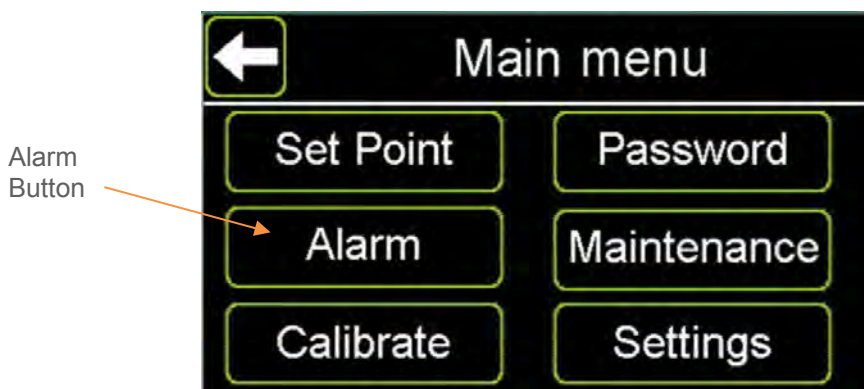 Main menu
Set Point
Password
Alarm
Button
Alarm
Maintenance
Calibrate
Settings